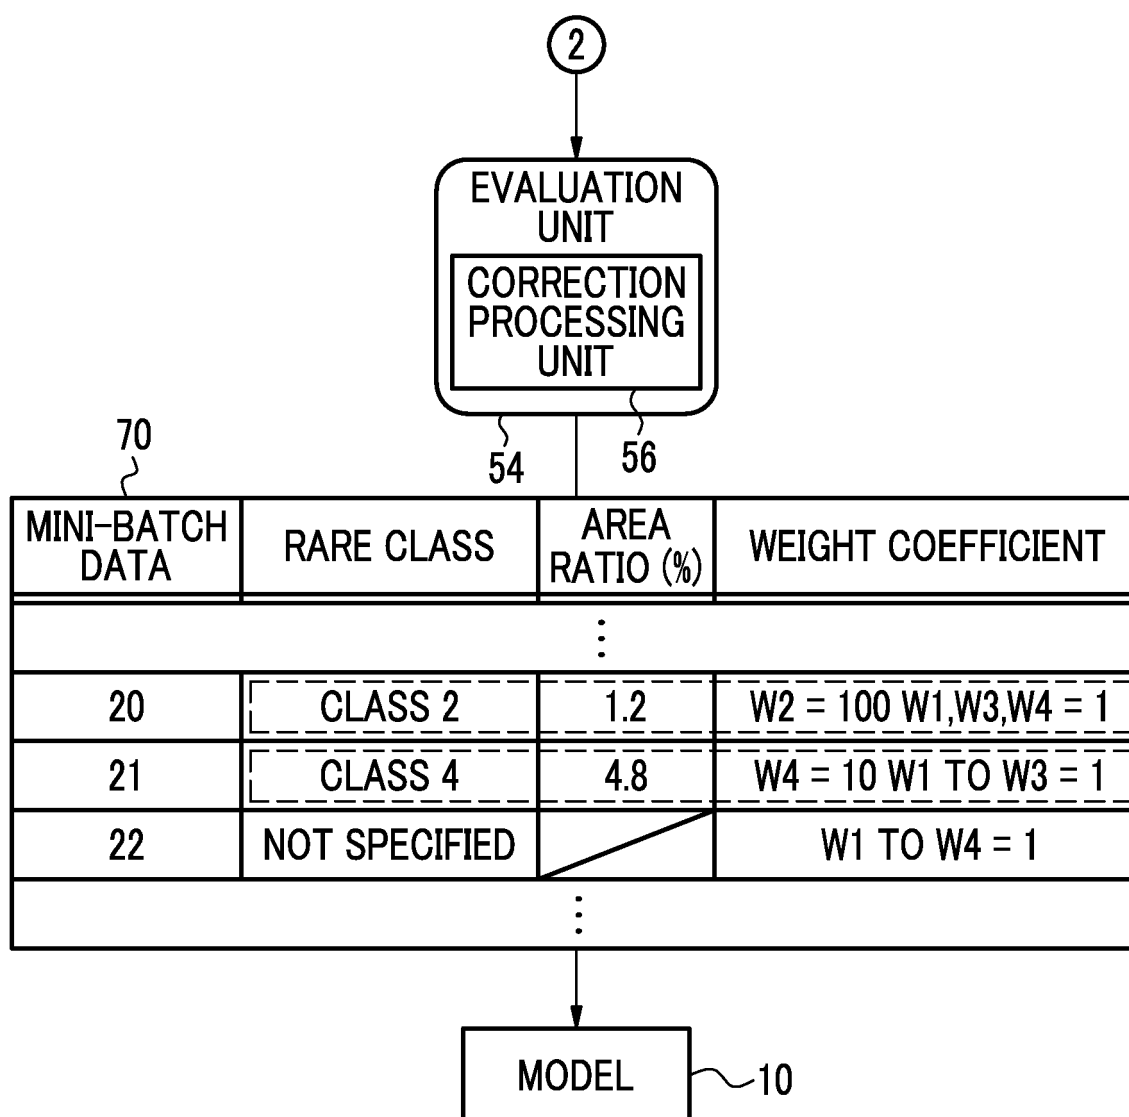 2
EVALUATION
UNIT
CORRECTION
PROCESSING
UNIT
70
54
56
MINI-BATCH
DATA
RARE CLASS
AREA
RATIO (%)
WEIGHT COEFFICIENT
⋮
20
CLASS 2
1.2
W2 = 100 W1,W3,W4 = 1
21
CLASS 4
4.8
W4 = 10 W1 TO W3 = 1
22
NOT SPECIFIED
W1 TO W4 = 1
⋮
MODEL
10